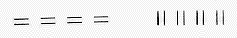 = = = = || || || ||